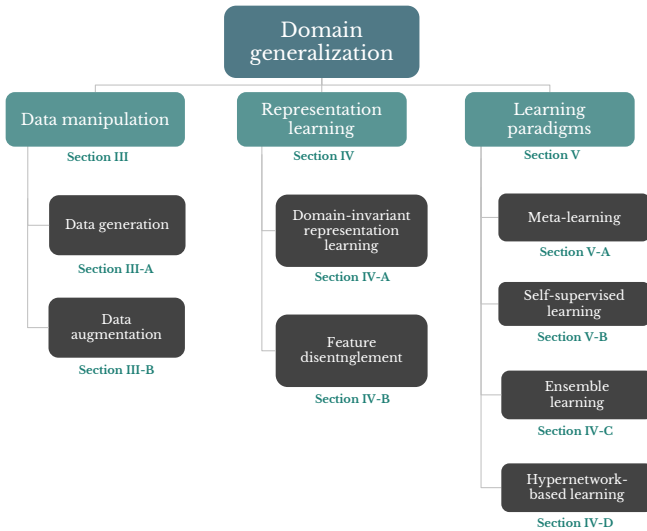 Domain
generalization
Data manipulation
Section III
Data generation
Section III-A
Data
augmentation
Section III-B
Representation
learning
Section IV
Domain-invariant
representation
learning
Section IV-A
Feature
disentnglement
Section IV-B
Learning
paradigms
Section V
Meta-learning
Section V-A
Self-supervised
learning
Section V-B
Ensemble
learning
Section IV-C
Hypernetwork-
based learning
Section IV-D